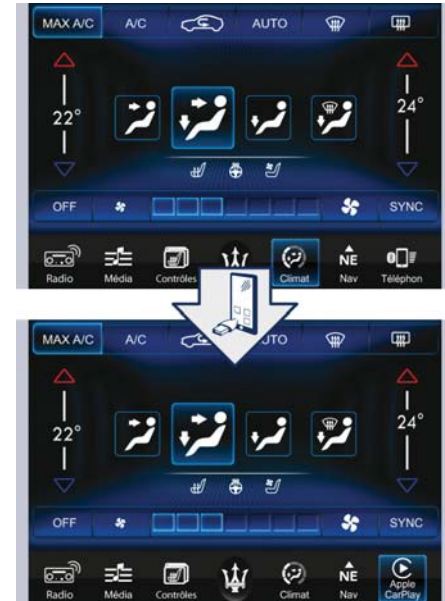 MAX A/C A/C AUTO
22° 24°
OFF SYNC
NE
Radio Média Contrôles Climat Nav Téléphon
MAX A/C A/C UTO
22° 24°
OFF SYNC
NE Apple
Radio Média Contrôles Climat Nav CarPlay